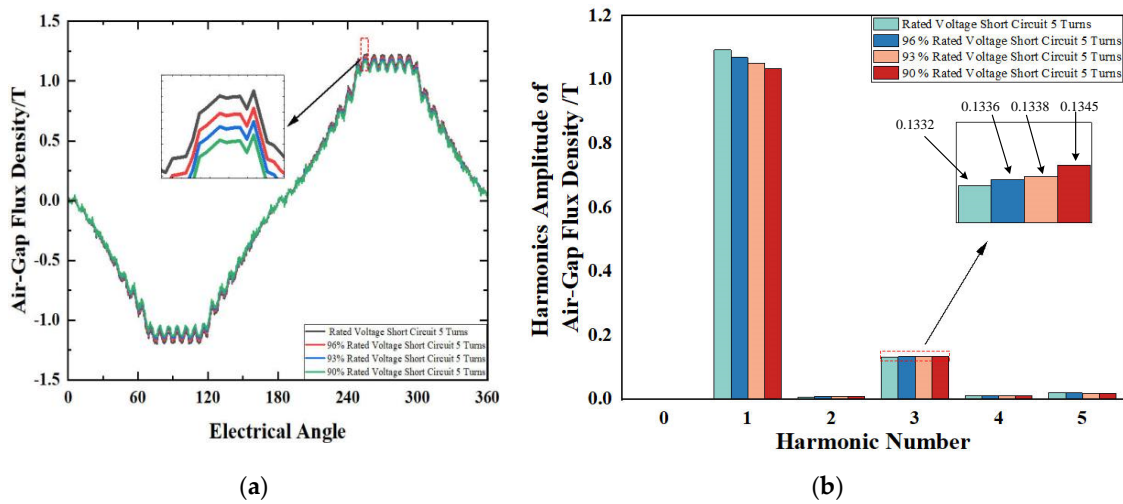 1.5
1.0
0.5
0.0
-0.5
-1.0
-1.5
Air-Gap Flux Density/T
Rated Voltage Short Circuit 5 Turns
96% Rated Voltage Short Circuit 5 Turns
93% Rated Voltage Short Circuit 5 Turns
90% Rated Voltage Short Circuit 5 Turns
0 60 120 180 240 300 360
Electrical Angle
(a)
1.2
1.0
0.8
0.6
0.4
0.2
0.0
Harmonics Amplitude of
Air-Gap Flux Density /T
Rated Voltage Short Circuit 5 Turns
96% Rated Voltage Short Circuit 5 Turns
93% Rated Voltage Short Circuit 5 Turns
90% Rated Voltage Short Circuit 5 Turns
0.1336 0.1338 0.1345
0.1332
0 1 2 3 4 5
Harmonic Number
(b)